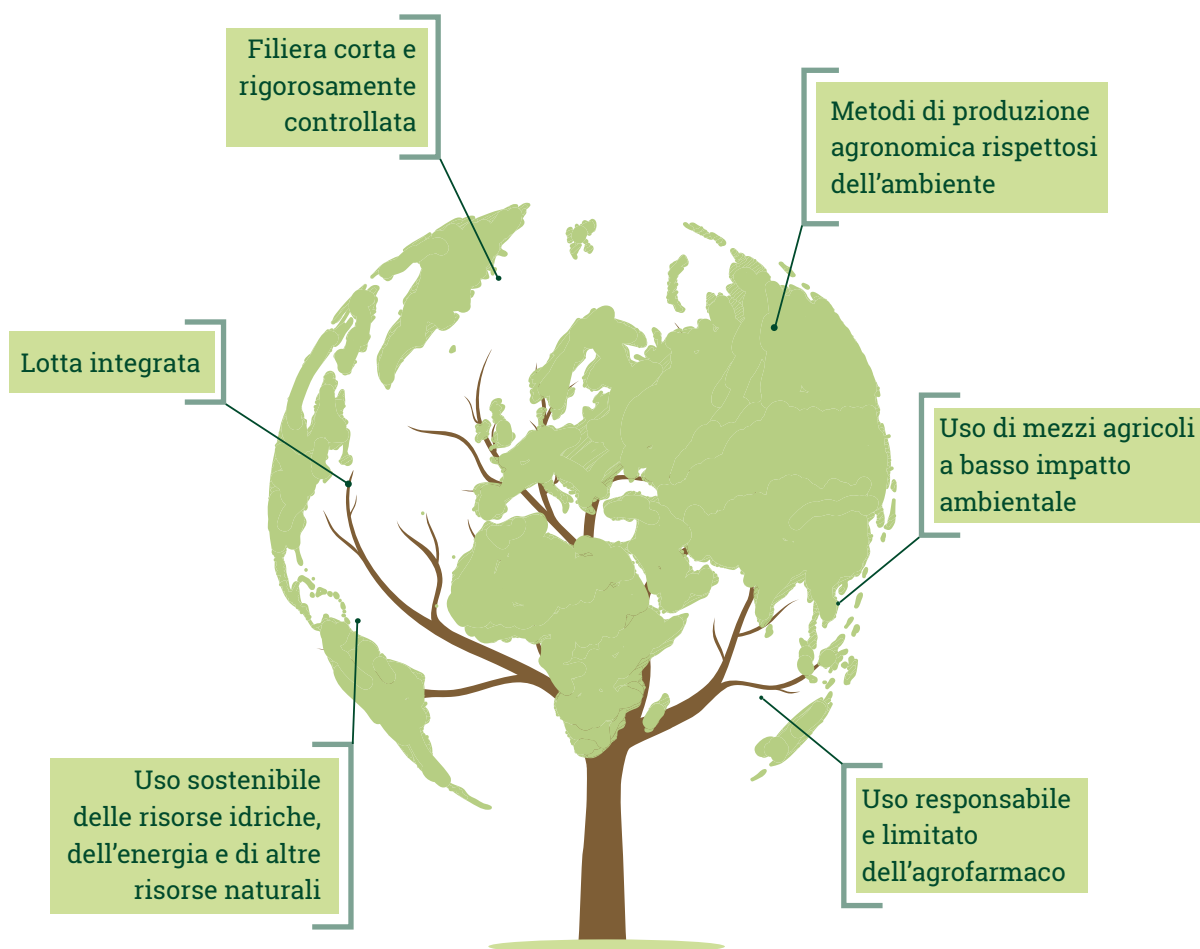 Filiera corta e
rigorosamente
controllata
Metodi di produzione
agronomica rispettosi
dell’ambiente
Lotta integrata
Uso di mezzi agricoli
a basso impatto
ambientale
Uso sostenibile
delle risorse idriche,
dell’energia e di altre
risorse naturali
Uso responsabile
e limitato
dell’agrofarmaco